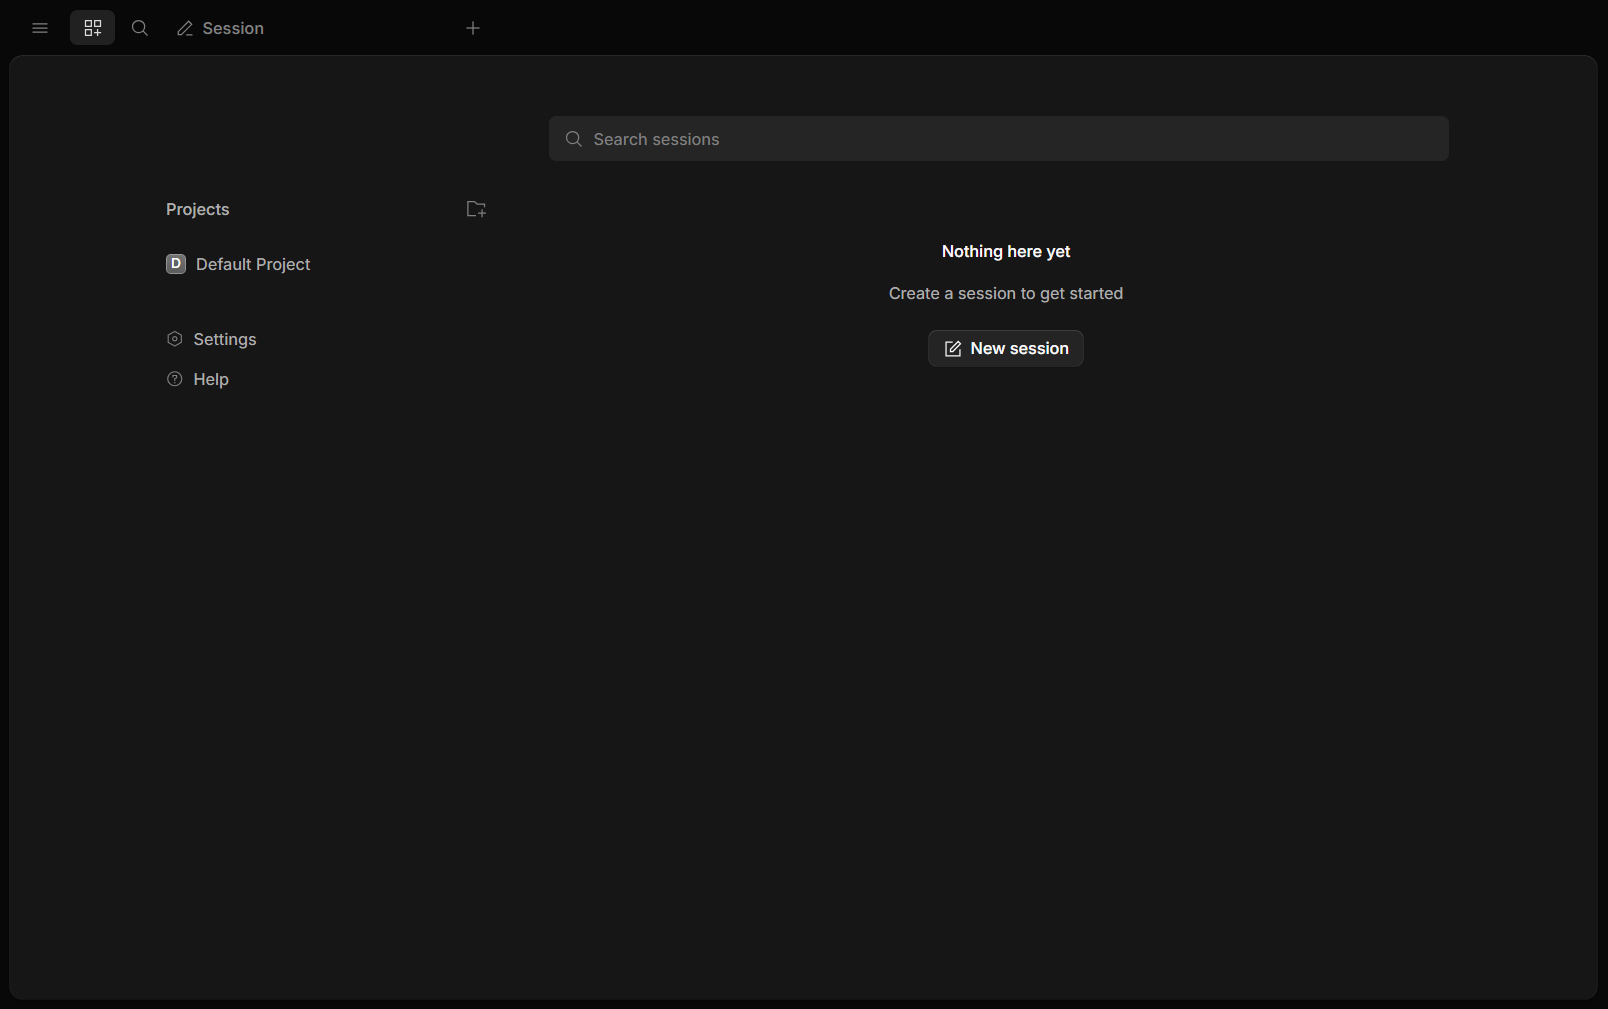 Session
Search sessions
Projects
D Default Project
Settings
Help
Nothing here yet
Create a session to get started
New session